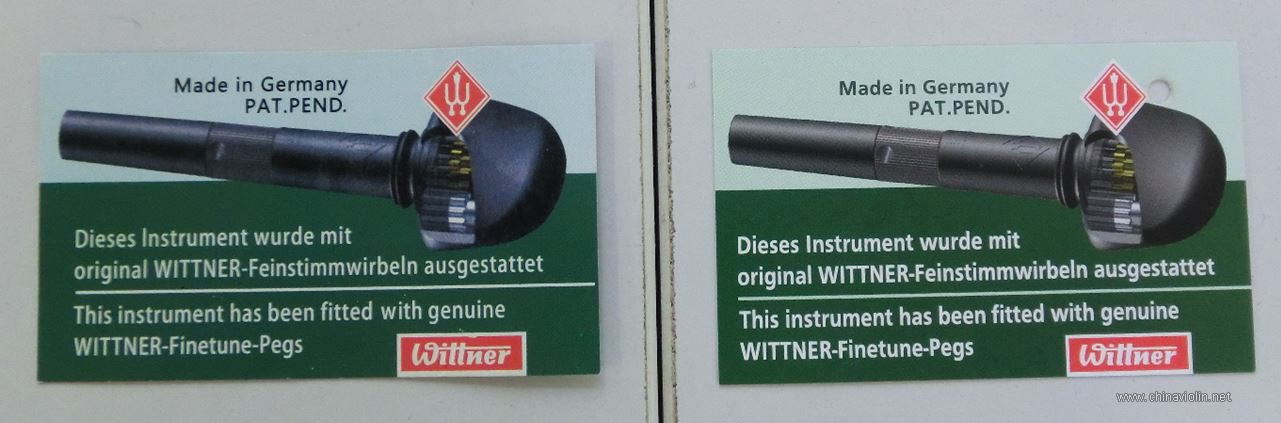 Made in Germany
PAT.PEND.
Dieses Instrument wurde mit
original WITTNER-Feinstimmwirbeln ausgestattet
This instrument has been fitted with genuine
WITTNER-Finetune-Pegs
Wittner
Made in Germany
PAT.PEND.
Dieses Instrument wurde mit
original WITTNER-Feinstimmwirbeln ausgestattet
This instrument has been fitted with genuine
WITTNER-Finetune-Pegs
Wittner
www.chinaviolin.net